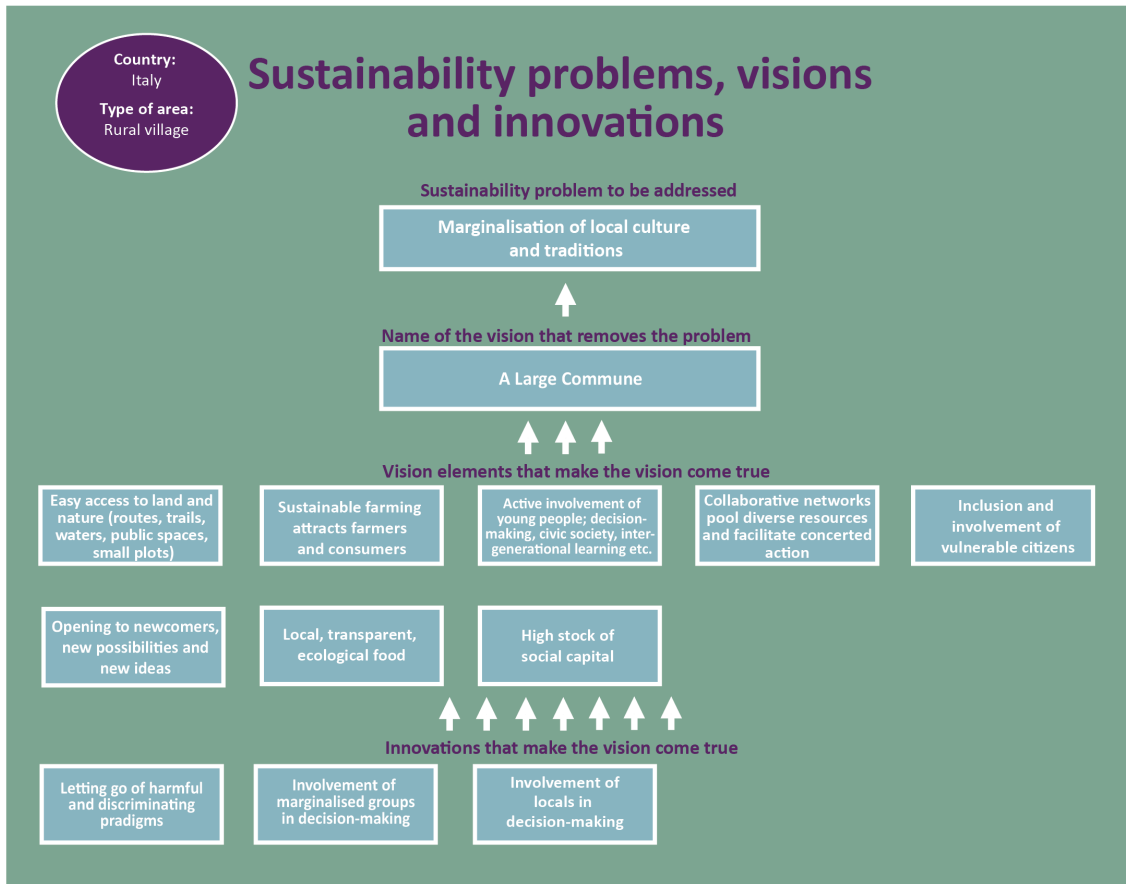 Country:
Italy
Type of area:
Rural village
Sustainability problems, visions
and innovations
Sustainability problem to be addressed
Marginalisation of local culture
and traditions
Name of the vision that removes the problem
A Large Commune
Vision elements that make the vision come true
Easy access to land and
nature (routes, trails,
waters, public spaces,
small plots)
Sustainable farming
attracts farmers
and consumers
Active involvement of
young people; decision-
making, civic society, inter-
generational learning etc.
Collaborative networks
pool diverse resources
and facilitate concerted
action
Inclusion and
involvement of
vulnerable citizens
Opening to newcomers,
new possibilities and
new ideas
Local, transparent,
ecological food
High stock of
social capital
Innovations that make the vision come true
Letting go of harmful
and discriminating
pradigms
Involvement of
marginalised groups
in decision-making
Involvement of
locals in
decision-making